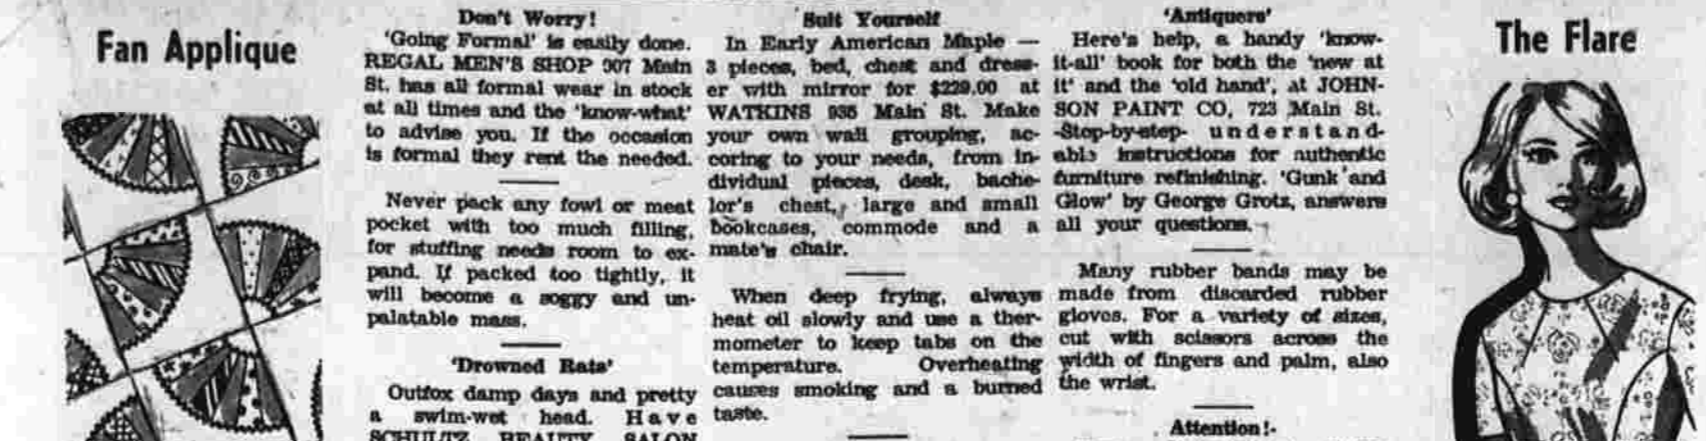 Fan Applique
Don't Worry!
'Going Formal' is easily done.
REGAL MEN'S SHOP 907 Main
St. has all formal wear in stock
at all times and the 'know-what'
to advise you. If the occasion
is formal they rent the needed.
Never pack any fowl or meat
pocket with too much filling,
for stuffing needs room to ex-
pand. If packed too tightly, it
will become a soggy and un-
palatable mass.
'Drowned Rats'
Outfox damp days and pretty
a swim-wet head. Have
SCHULTZ BEAUTY SALON
Suit Yourself
In Early American Maple —
3 pieces, bed, chest and dress-
er with mirror for $229.00 at
WATKINS 935 Main St. Make
your own wall grouping, ac-
coring to your needs, from in-
dividual pieces, desk, bache-
lor's chest, large and small
bookcases, commode and a
mate's chair.
When deep frying, always
heat oil slowly and use a ther-
mometer to keep tabs on the
temperature. Overheating
causes smoking and a burned
taste.
'Antiquers'
Here's help, a handy 'know-
it-all' book for both the 'new at
it' and the 'old hand', at JOHN-
SON PAINT CO, 723 Main St.
-Stop-by-step- understand-
able instructions for authentic
furniture refinishing. 'Gunk and
Glow' by George Grotz, answers
all your questions.
Many rubber bands may be
made from discarded rubber
gloves. For a variety of sizes,
cut with scissors across the
width of fingers and palm, also
the wrist.
Attention!-
The Flare